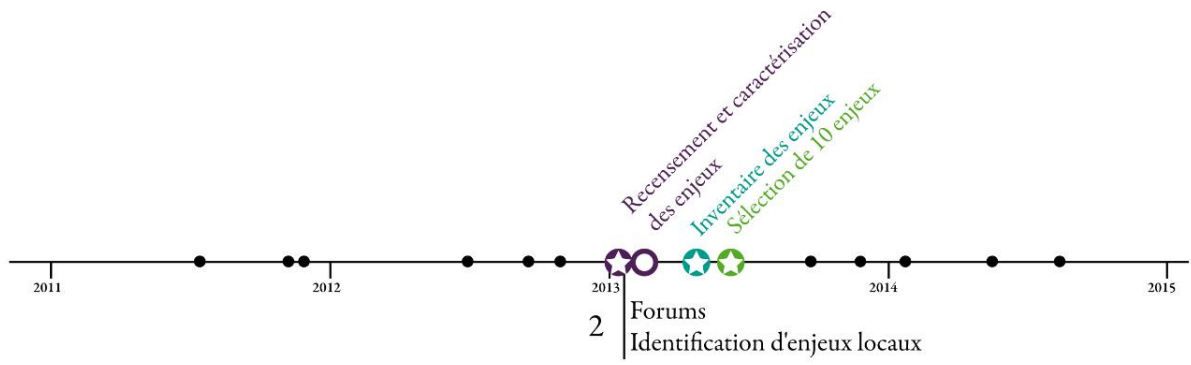 Recensement et caractérisation
des enjeux
Inventaire des enjeux
Sélection de 10 enjeux
2011
2012
2013
2014
2015
2
Forums
Identification d'enjeux locaux